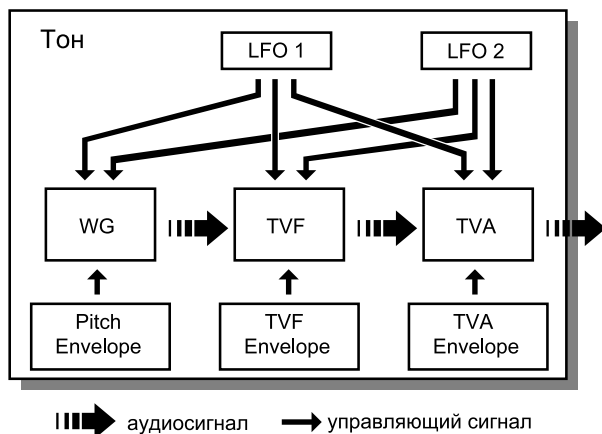 Тон
LFO 1
LFO 2
WG
TVF
TVA
Pitch
Envelope
TVF
Envelope
TVA
Envelope
аудиосигнал
управляющий сигнал